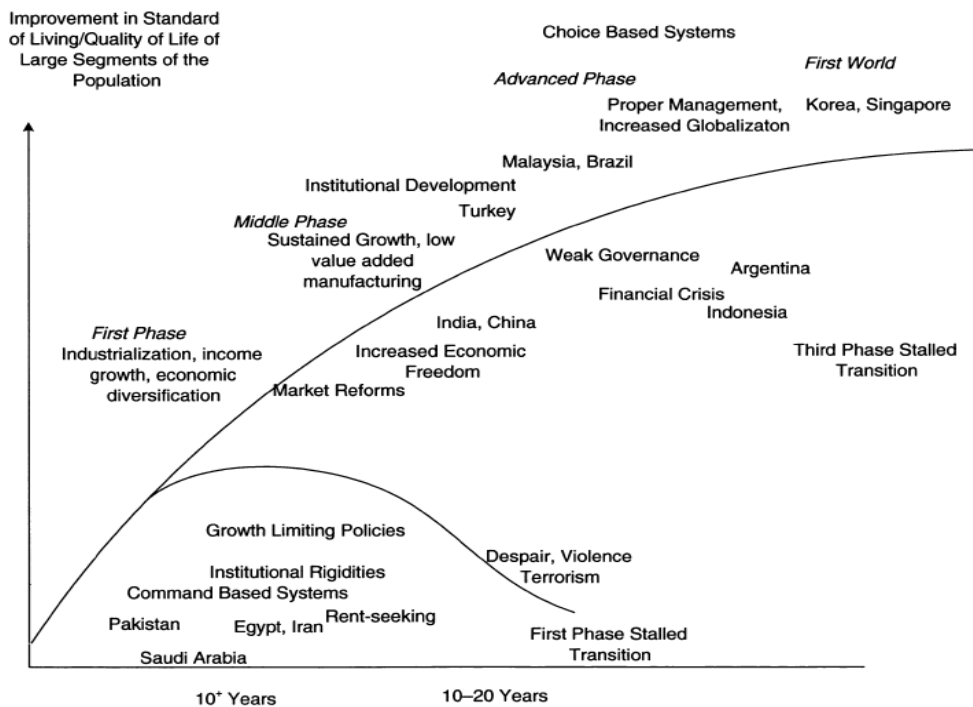 Improvement in Standard
of Living/Quality of Life of
Large Segments of the
Population
Choice Based Systems
First World
Advanced Phase
Proper Management,
Increased Globalizaton
Korea, Singapore
Malaysia, Brazil
Institutional Development
Turkey
Middle Phase
Sustained Growth, low
value added
manufacturing
Weak Governance
Argentina
Financial Crisis
Indonesia
India, China
First Phase
Industrialization, income
growth, economic
diversification
Increased Economic
Freedom
Third Phase Stalled
Transition
Market Reforms
Growth Limiting Policies
Despair, Violence
Terrorism
Institutional Rigidities
Command Based Systems
Pakistan
Egypt, Iran
Rent-seeking
First Phase Stalled
Transition
Saudi Arabia
10⁺ Years
10–20 Years